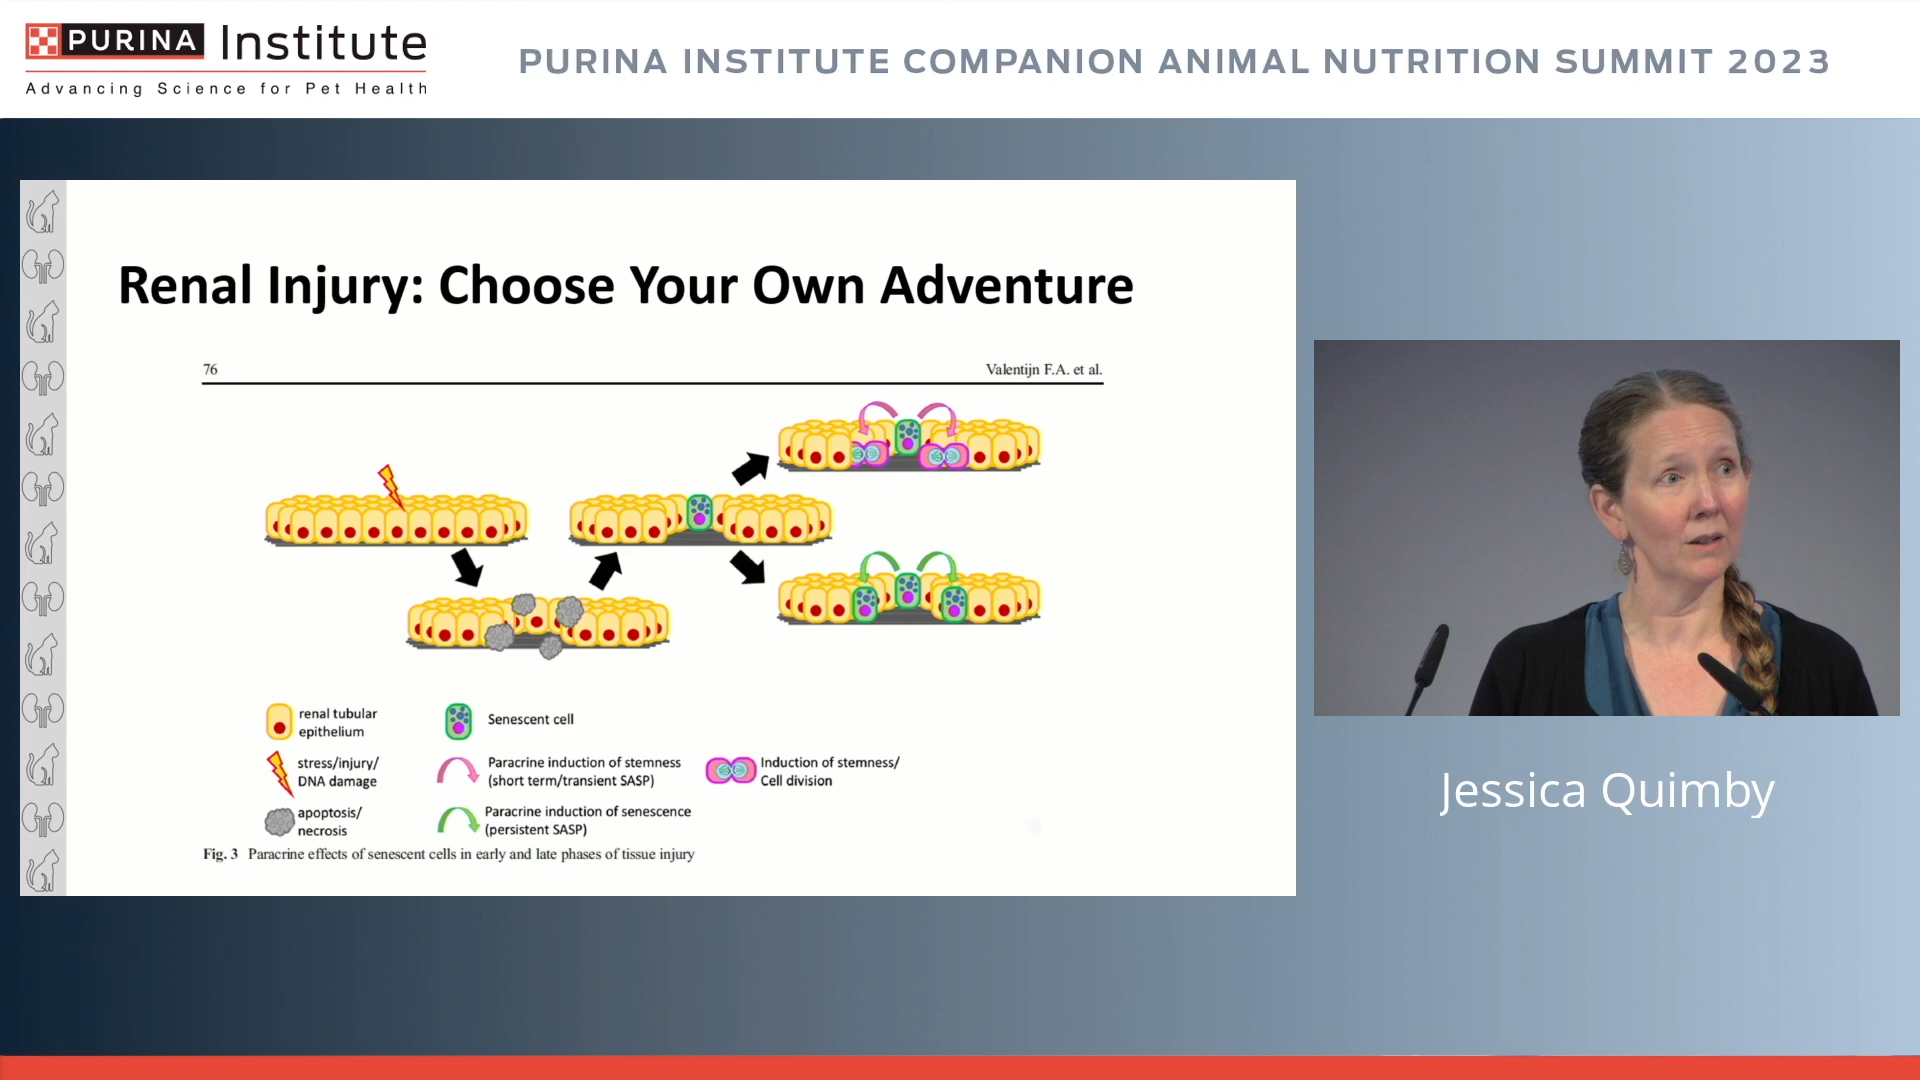 PURINA Institute
Advancing Science for Pet Health
PURINA INSTITUTE COMPANION ANIMAL NUTRITION SUMMIT 2023
Renal Injury: Choose Your Own Adventure
76
Valentijn F.A. et al.
renal tubular
epithelium
Senescent cell
stress/injury/
DNA damage
Paracrine induction of stemness
(short term/transient SASP)
Induction of stemness/
Cell division
apoptosis/
necrosis
Paracrine induction of senescence
(persistent SASP)
Fig. 3 Paracrine effects of senescent cells in early and late phases of tissue injury
Jessica Quimby